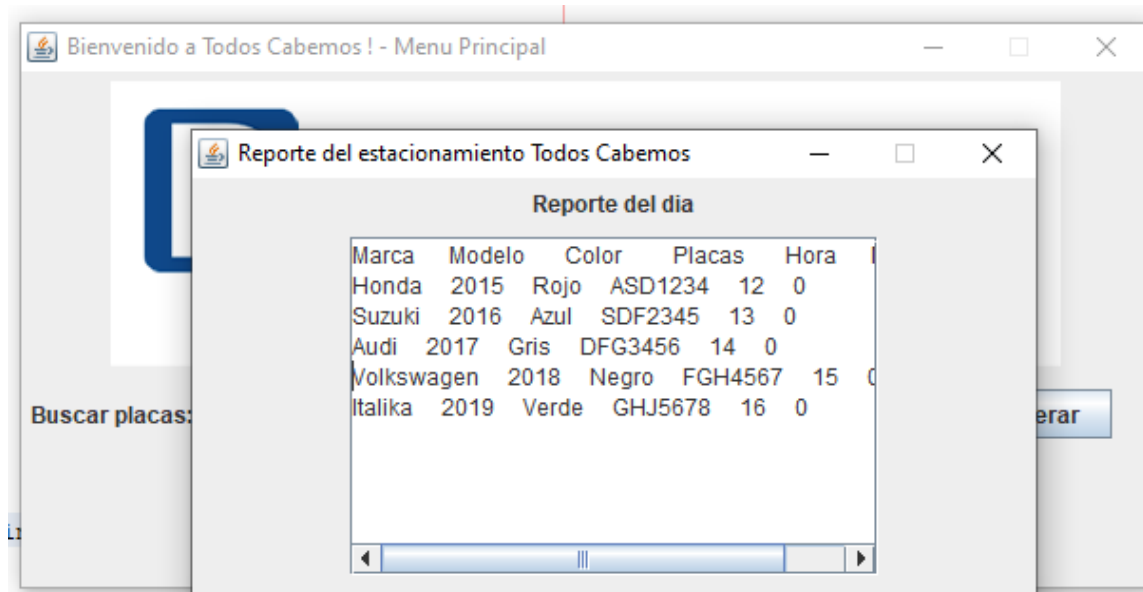 Bienvenido a Todos Cabemos ! - Menu Principal
Reporte del estacionamiento Todos Cabemos
Reporte del dia
Marca Modelo Color Placas Hora
Honda 2015 Rojo ASD1234 12 0
Suzuki 2016 Azul SDF2345 13 0
Audi 2017 Gris DFG3456 14 0
Volkswagen 2018 Negro FGH4567 15 0
Italika 2019 Verde GHJ5678 16 0
Buscar placas:
erar